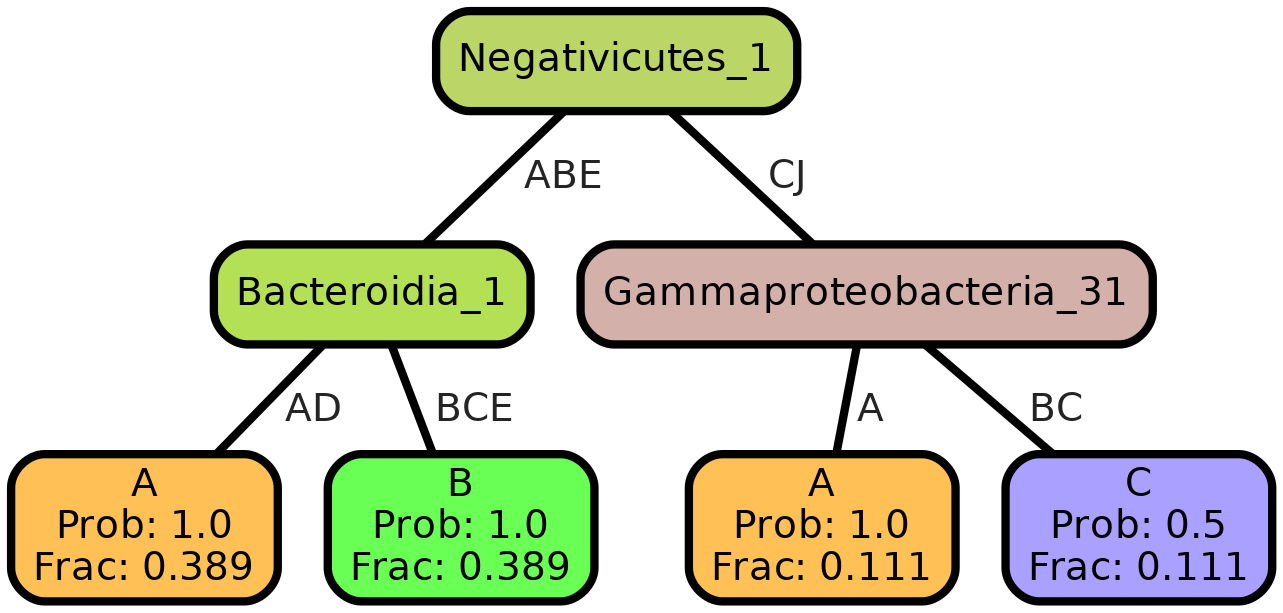 Negativicutes_1
ABE
CJ
Bacteroidia_1
Gammaproteobacteria_31
AD
BCE
A
BC
A
Prob: 1.0
Frac: 0.389
B
Prob: 1.0
Frac: 0.389
A
Prob: 1.0
Frac: 0.111
C
Prob: 0.5
Frac: 0.111